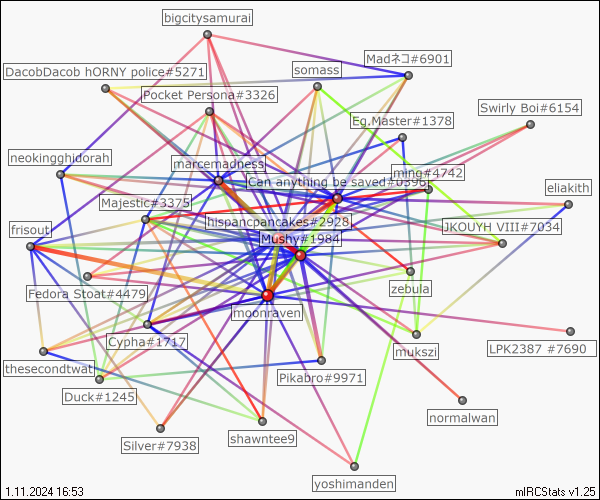 bigcitysamurai
Madネコ#6901
DacobDacob hORNY police#5271
somass
Pocket Persona#3326
Swirly Boi#6154
Eg.Master#1378
neokingghidorah
marcemadness
ming#4742
Can anything be saved#0396
eliakith
Majestic#3375
hispancpancakes#2928
JKOUYH VIII#7034
frisout
Mushy#1984
Fedora Stoat#4479
zebula
moonraven
Cypha#1717
mukszi
LPK2387 #7690
thesecondtwat
Pikabro#9971
Duck#1245
normalwan
Silver#7938
shawntee9
yoshimanden
1.11.2024 16:53
mIRCStats v1.25